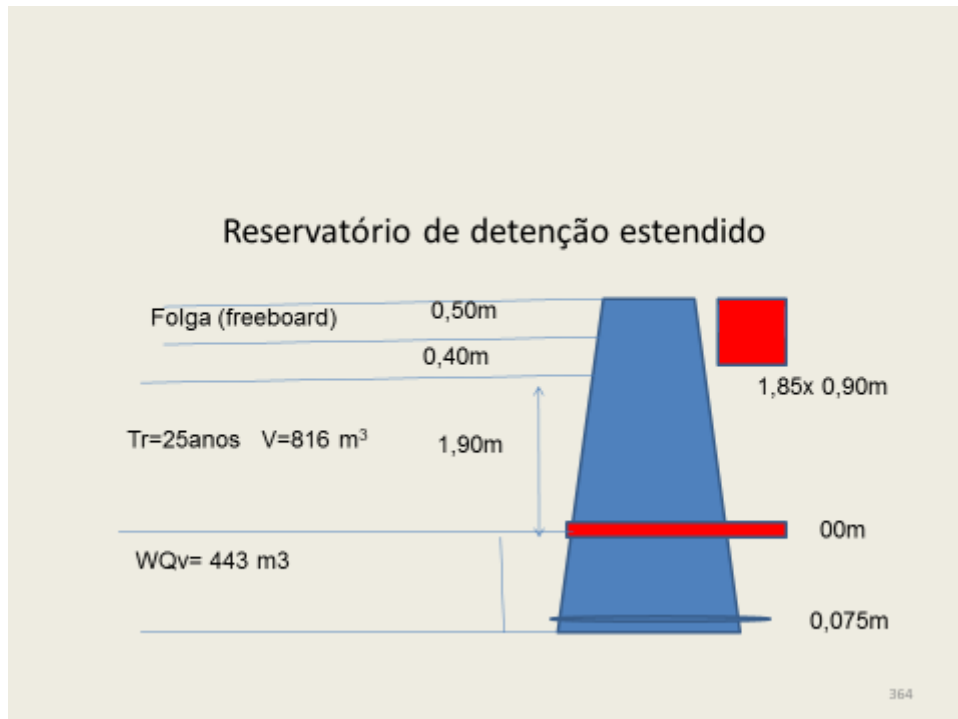 Reservatório de detenção estendido
Folga (freeboard)
0,50m
0,40m
1,85x 0,90m
Tr=25anos V=816 m³
1,90m
00m
WQv= 443 m3
0,075m
364